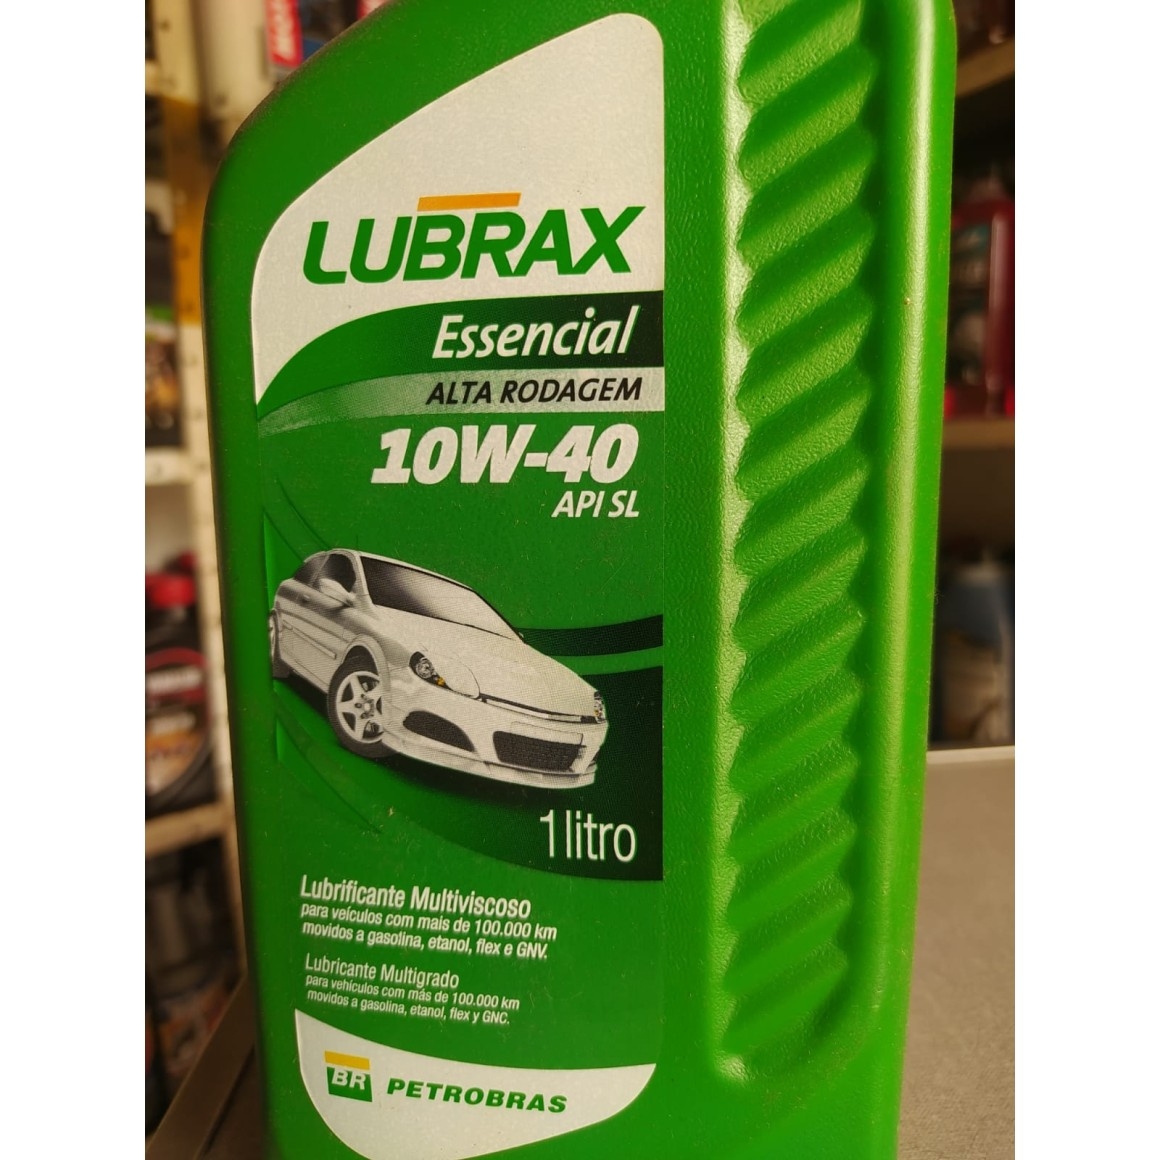 LUBRAX
Essencial
ALTA RODAGEM
10W-40
API SL
1 litro
Lubrificante Multiviscoso
para veículos com mais de 100.000 km
movidos a gasolina, etanol, flex e GNV.
Lubricante Multigrado
para vehículos com más de 100.000 km
movidos a gasolina, etanol, flex y GNC.
BR PETROBRAS